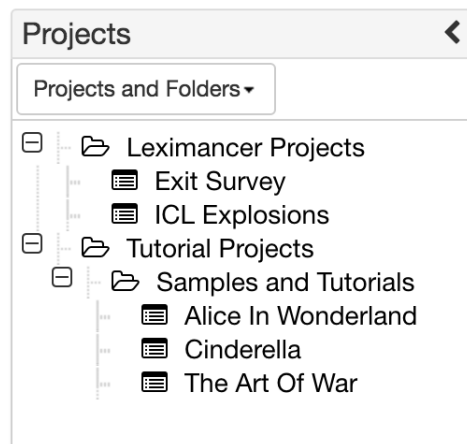 Projects
Projects and Folders
Leximancer Projects
Exit Survey
ICL Explosions
Tutorial Projects
Samples and Tutorials
Alice In Wonderland
Cinderella
The Art Of War